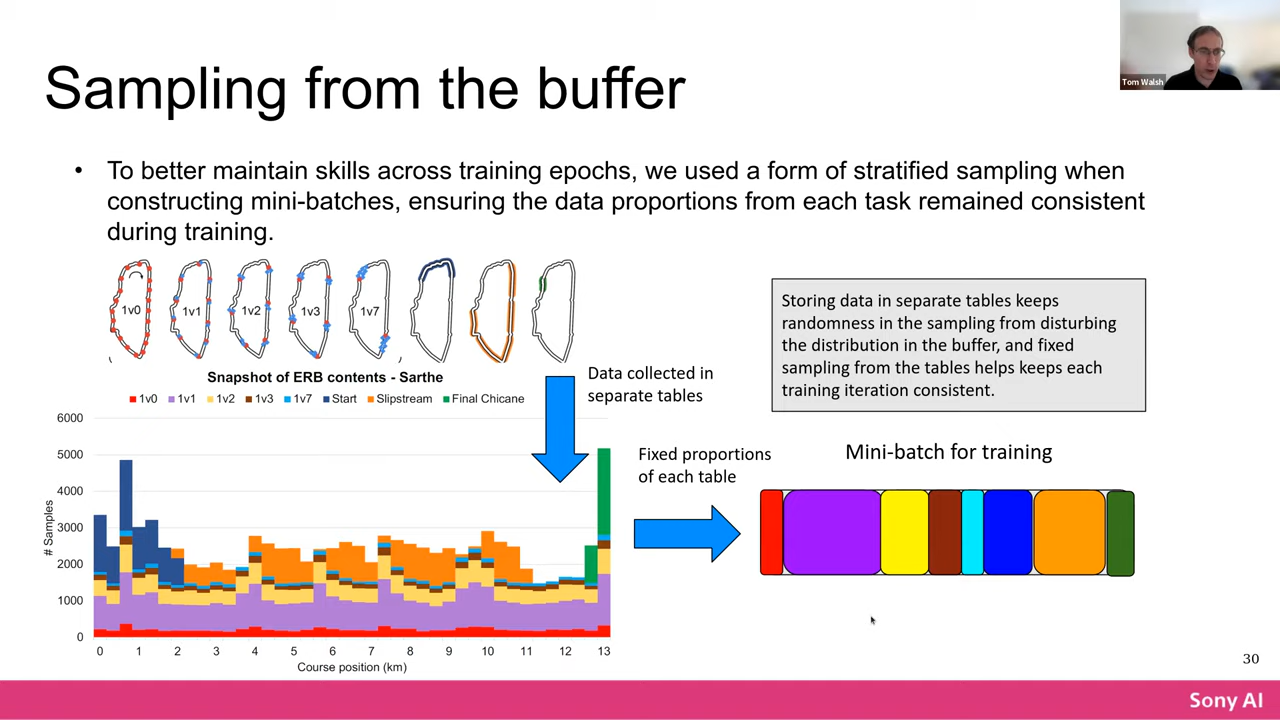 Sampling from the buffer
Tom Walsh
• To better maintain skills across training epochs, we used a form of stratified sampling when
constructing mini-batches, ensuring the data proportions from each task remained consistent
during training.
1v0 1v1 1v2 1v3 1v7
Snapshot of ERB contents - Sarthe
1v0 1v1 1v2 1v3 1v7 Start Slipstream Final Chicane
6000
5000
4000
3000
2000
1000
0
# Samples
0 1 2 3 4 5 6 7 8 9 10 11 12 13
Course position (km)
Data collected in
separate tables
Storing data in separate tables keeps
randomness in the sampling from disturbing
the distribution in the buffer, and fixed
sampling from the tables helps keeps each
training iteration consistent.
Fixed proportions
of each table
Mini-batch for training
30
Sony AI